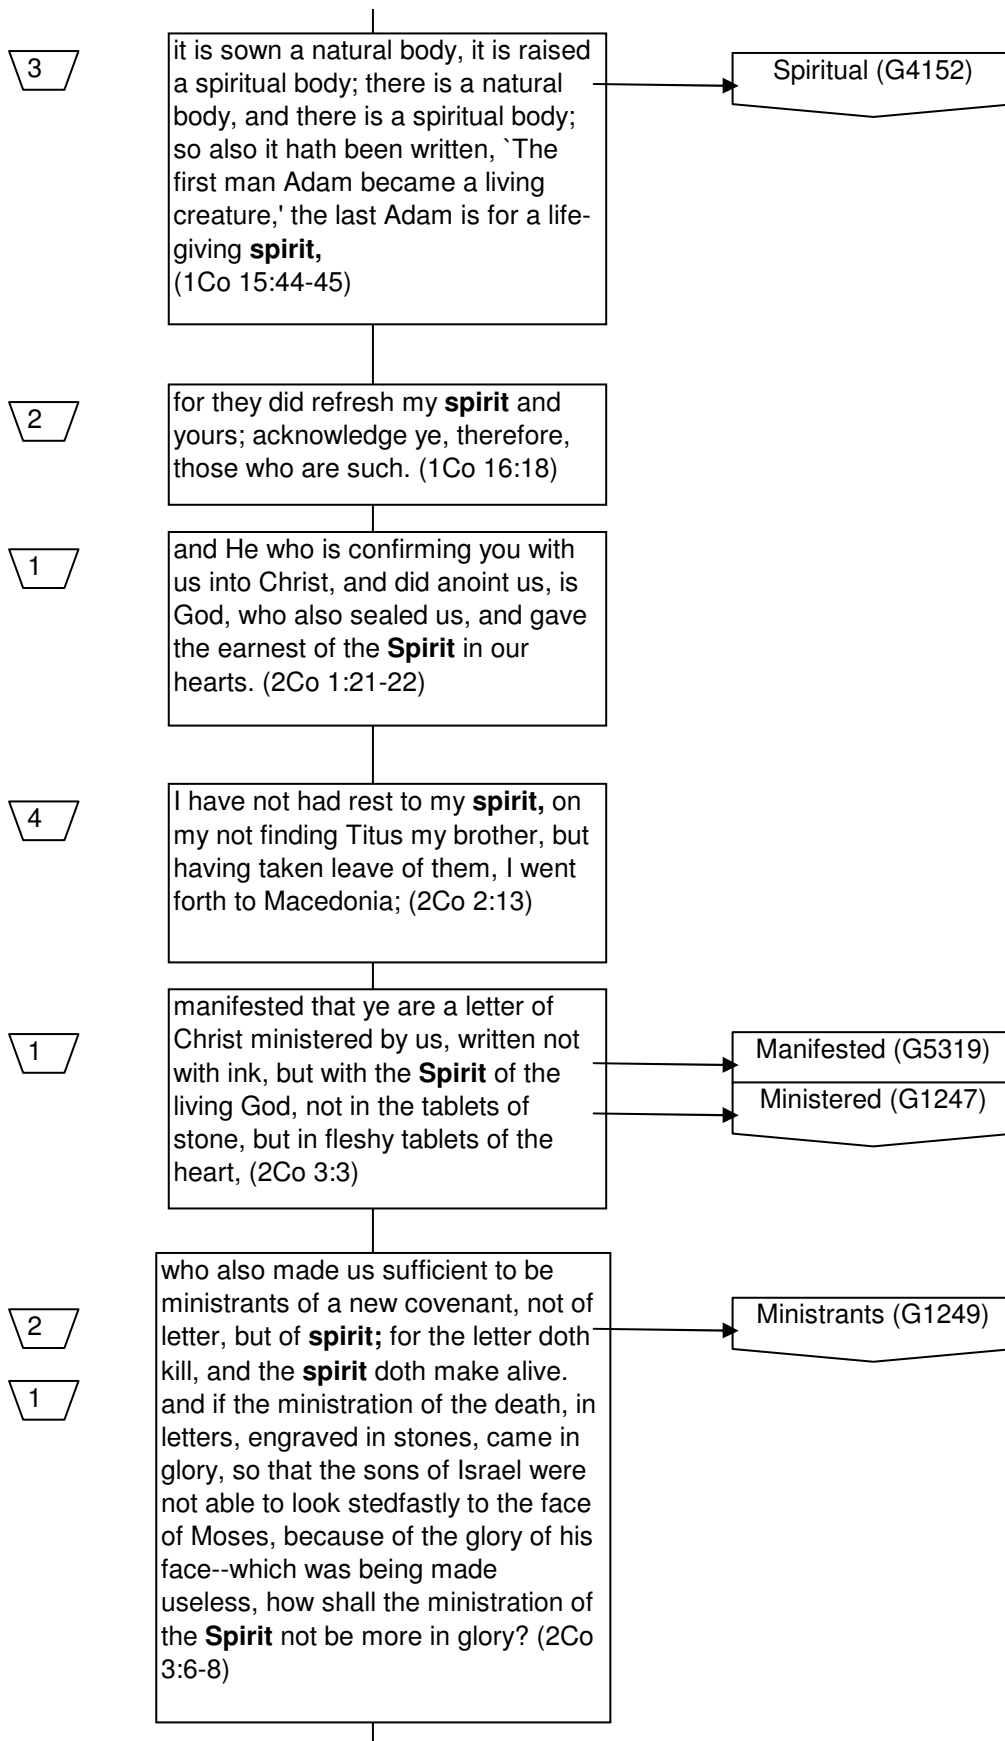 3
it is sown a natural body, it is raised
a spiritual body; there is a natural
body, and there is a spiritual body;
so also it hath been written, `The
first man Adam became a living
creature,' the last Adam is for a life-
giving spirit,
(1Co 15:44-45)
Spiritual (G4152)
2
for they did refresh my spirit and
yours; acknowledge ye, therefore,
those who are such. (1Co 16:18)
1
and He who is confirming you with
us into Christ, and did anoint us, is
God, who also sealed us, and gave
the earnest of the Spirit in our
hearts. (2Co 1:21-22)
4
I have not had rest to my spirit, on
my not finding Titus my brother, but
having taken leave of them, I went
forth to Macedonia; (2Co 2:13)
1
manifested that ye are a letter of
Christ ministered by us, written not
with ink, but with the Spirit of the
living God, not in the tablets of
stone, but in fleshy tablets of the
heart, (2Co 3:3)
Manifested (G5319)
Ministered (G1247)
2
1
who also made us sufficient to be
ministrants of a new covenant, not of
letter, but of spirit; for the letter doth
kill, and the spirit doth make alive.
and if the ministration of the death, in
letters, engraved in stones, came in
glory, so that the sons of Israel were
not able to look stedfastly to the face
of Moses, because of the glory of his
face--which was being made
useless, how shall the ministration of
the Spirit not be more in glory? (2Co
3:6-8)
Ministrants (G1249)